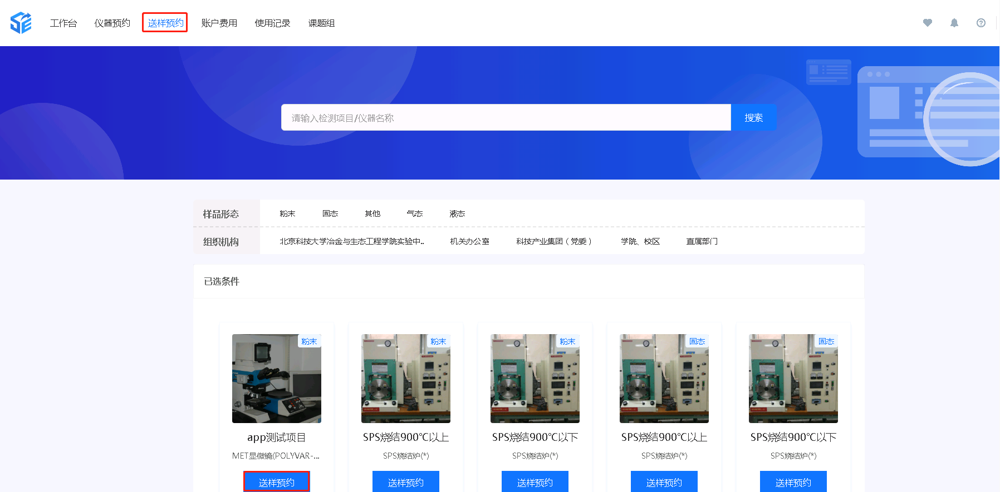 工作台 仪器预约 送样预约 账户费用 使用记录 课题组
请输入检测项目/仪器名称 搜索
样品形态 粉末 固态 其他 气态 液态
组织机构 北京科技大学冶金与生态工程学院实验中.. 机关办公室 科技产业集团（党委） 学院、校区 直属部门
已选条件
粉末 粉末 粉末 固态 固态
app测试项目 SPS烧结900℃以上 SPS烧结900℃以下 SPS烧结900℃以上 SPS烧结900℃以下
MET显微镜(POLYVAR-... SPS烧结炉(*) SPS烧结炉(*) SPS烧结炉(*) SPS烧结炉(*)
送样预约 送样预约 送样预约 送样预约 送样预约